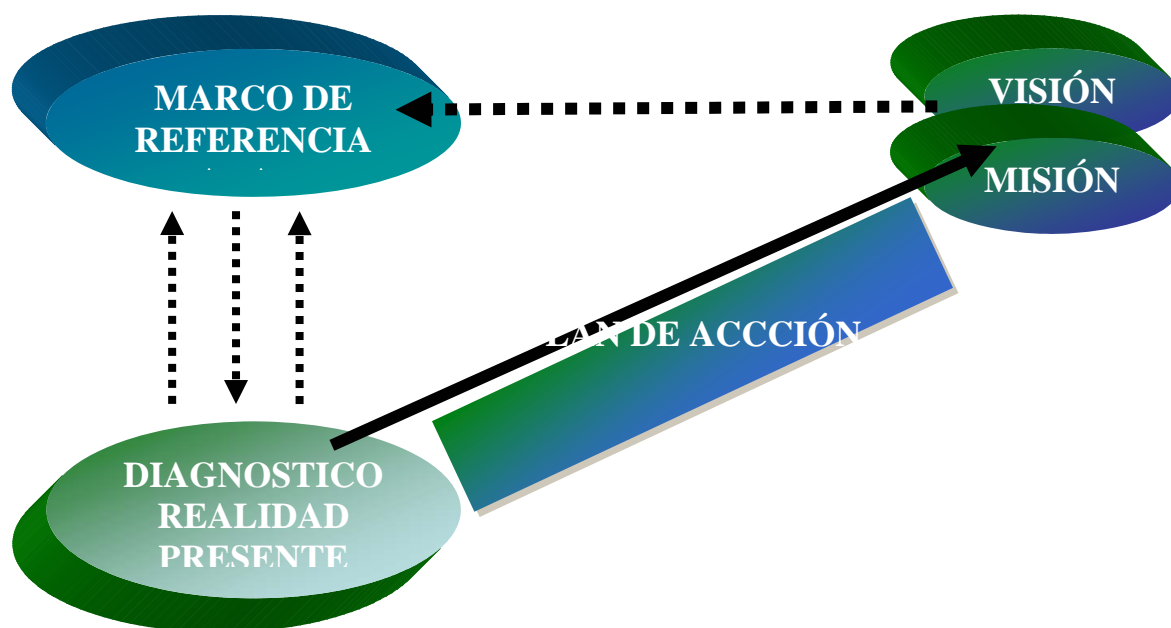 MARCO DE
REFERENCIA
VISIÓN
MISIÓN
LAN DE ACCCIÓN
DIAGNOSTICO
REALIDAD
PRESENTE